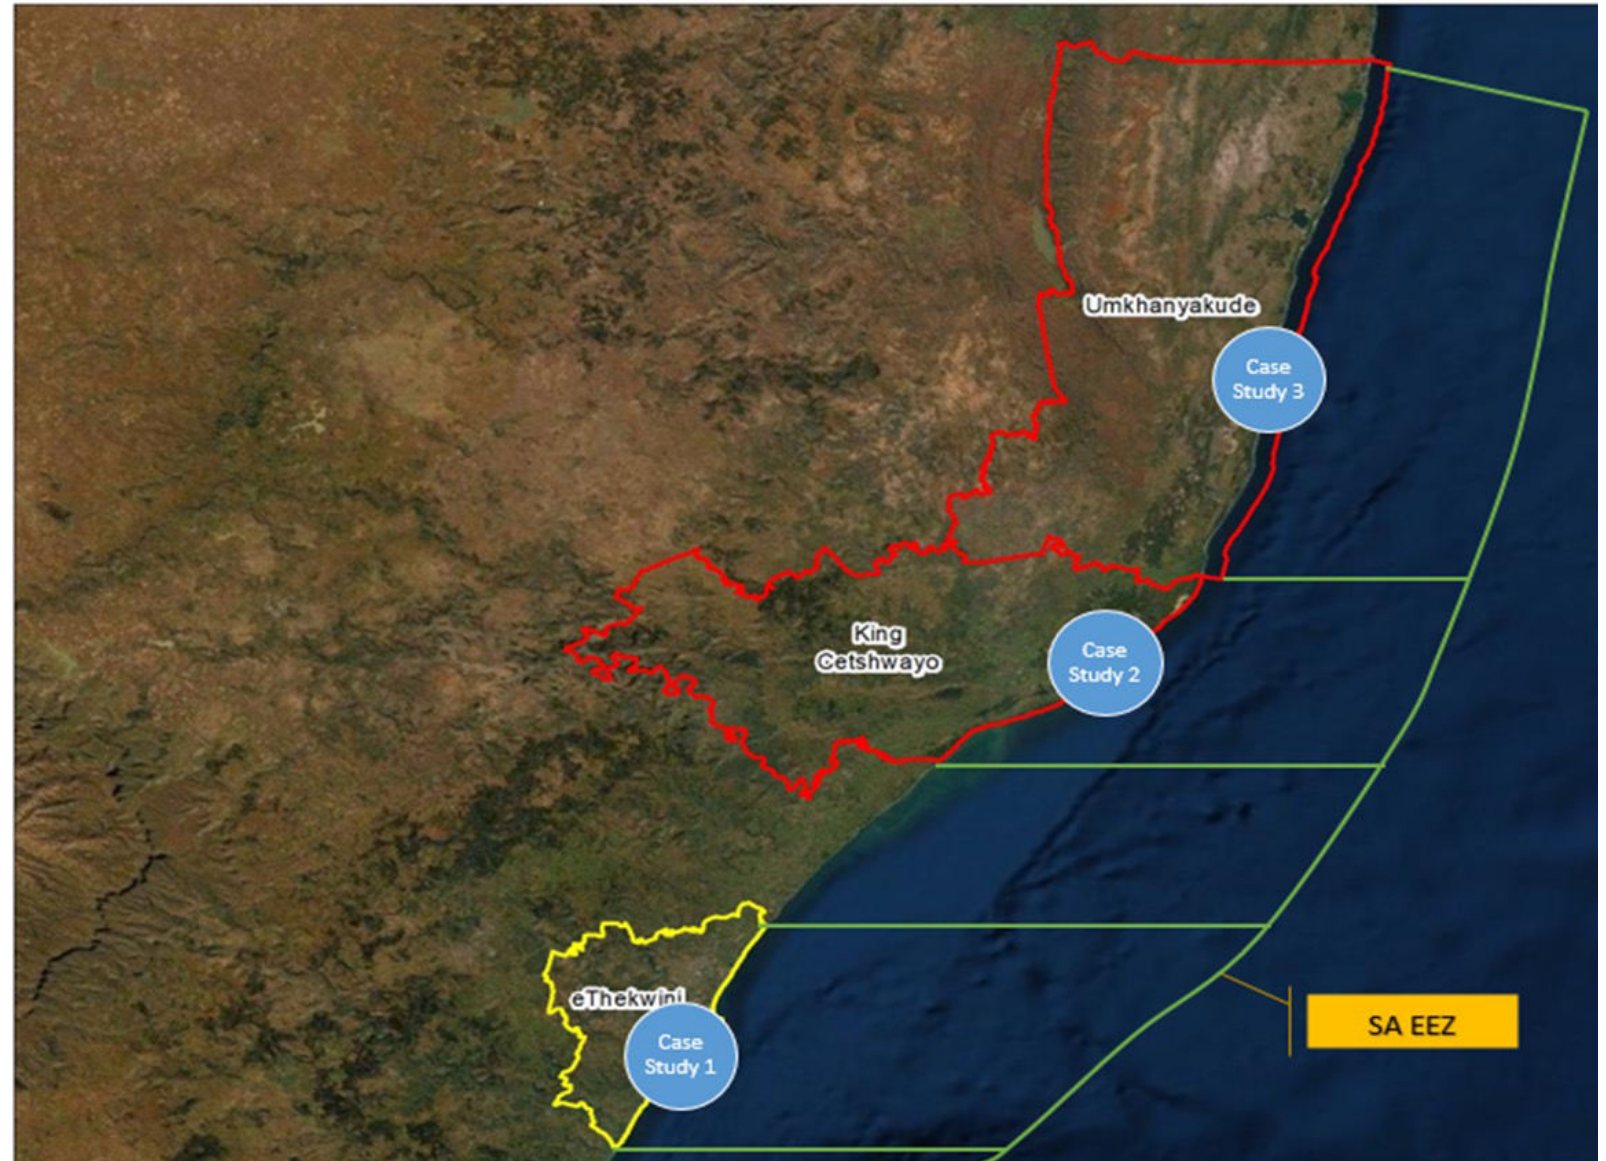 Umkhanyakude
Case
Study 3
King
Cetshwayo
Case
Study 2
eThekwini
Case
Study 1
SA EEZ